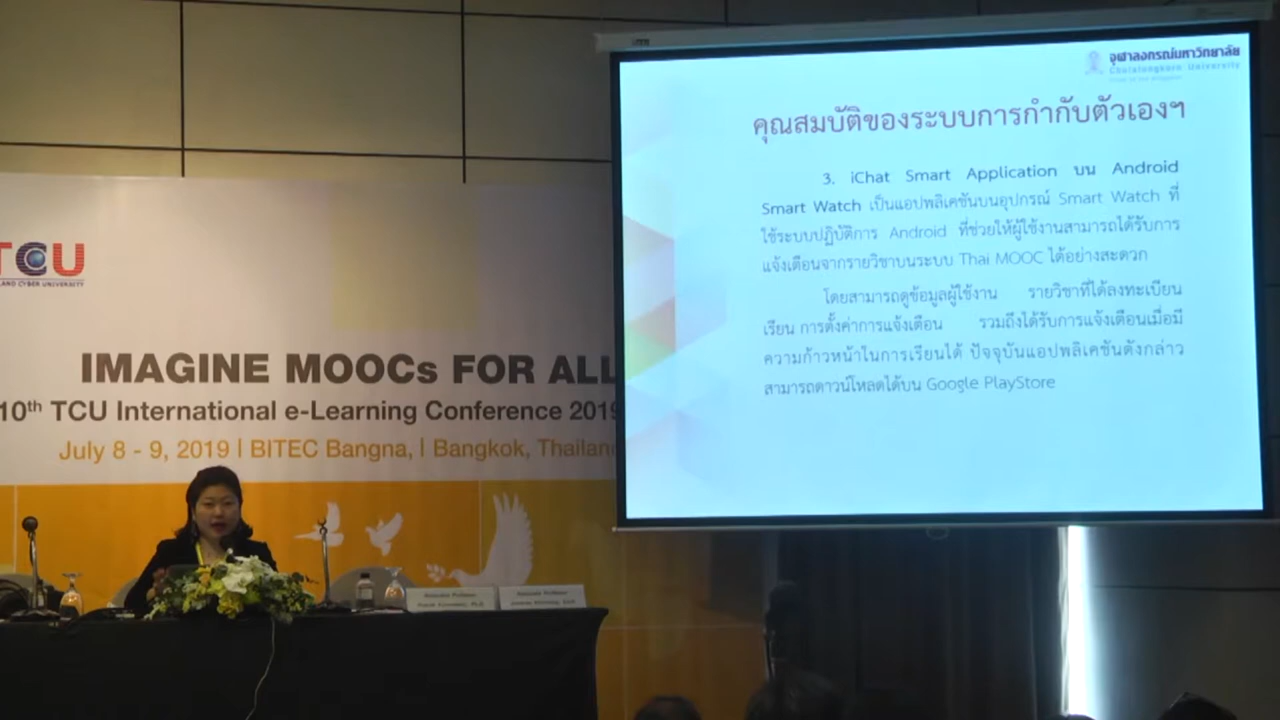 TCU
LAND CYBER UNIVERSITY
IMAGINE MOOCs FOR ALL
10th TCU International e-Learning Conference 2019
July 8 - 9, 2019 | BITEC Bangna, | Bangkok, Thailand
จุฬาลงกรณ์มหาวิทยาลัย
Chulalongkorn University
คุณสมบัติของระบบการกำกับตัวเองฯ
3. iChat Smart Application บน Android
Smart Watch เป็นแอปพลิเคชันบนอุปกรณ์ Smart Watch ที่
ใช้ระบบปฏิบัติการ Android ที่ช่วยให้ผู้ใช้งานสามารถได้รับการ
แจ้งเตือนจากรายวิชาบนระบบ Thai MOOC ได้อย่างสะดวก
โดยสามารถดูข้อมูลผู้ใช้งาน รายวิชาที่ได้ลงทะเบียน
เรียน การตั้งค่าการแจ้งเตือน รวมถึงได้รับการแจ้งเตือนเมื่อมี
ความก้าวหน้าในการเรียนได้ ปัจจุบันแอปพลิเคชันดังกล่าว
สามารถดาวน์โหลดได้บน Google PlayStore